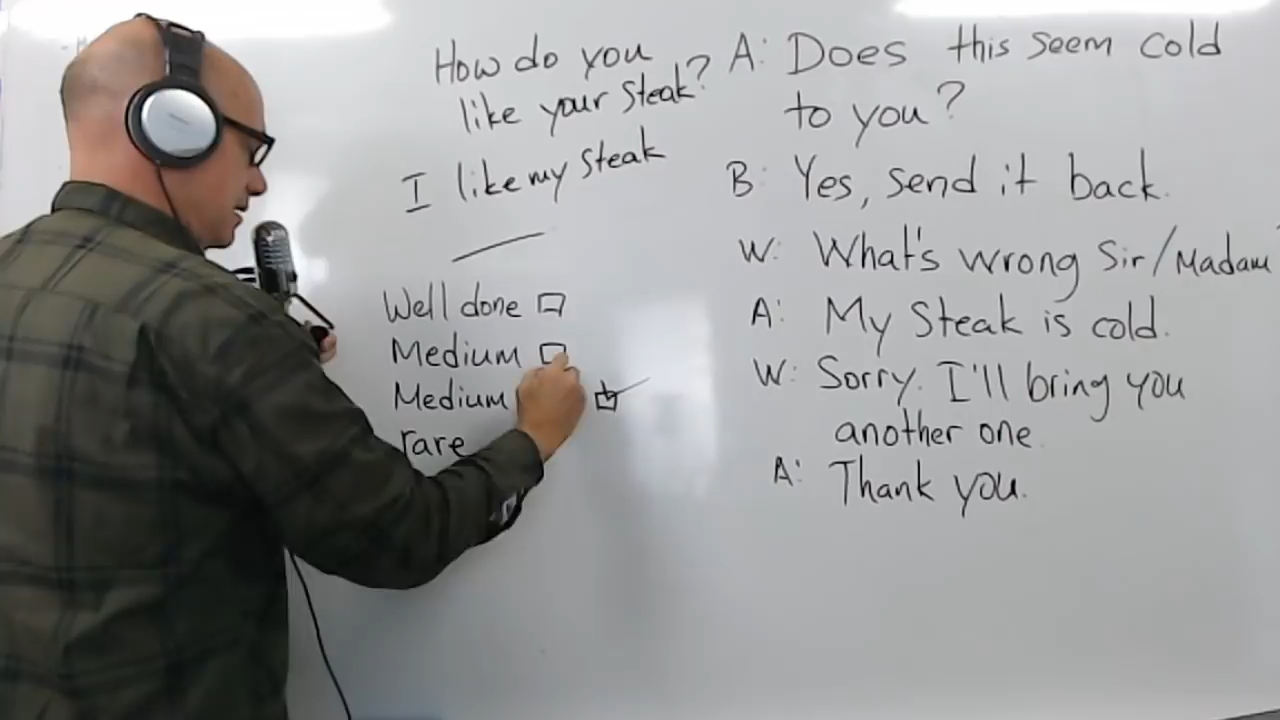 How do you
like your Steak?
I like my Steak
Well done
Medium
Medium
rare
A: Does this seem cold
to you?
B: Yes, send it back.
W: What's wrong Sir/Madam
A: My Steak is cold.
W: Sorry. I'll bring you
another one
A: Thank you.